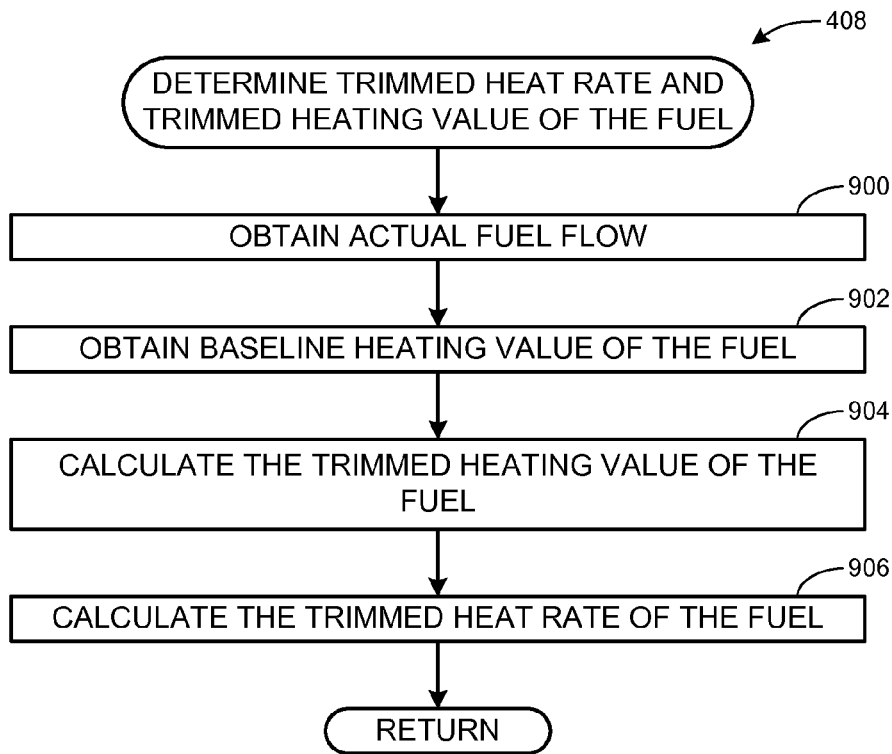 408
DETERMINE TRIMMED HEAT RATE AND
TRIMMED HEATING VALUE OF THE FUEL
900
OBTAIN ACTUAL FUEL FLOW
902
OBTAIN BASELINE HEATING VALUE OF THE FUEL
904
CALCULATE THE TRIMMED HEATING VALUE OF THE
FUEL
906
CALCULATE THE TRIMMED HEAT RATE OF THE FUEL
RETURN